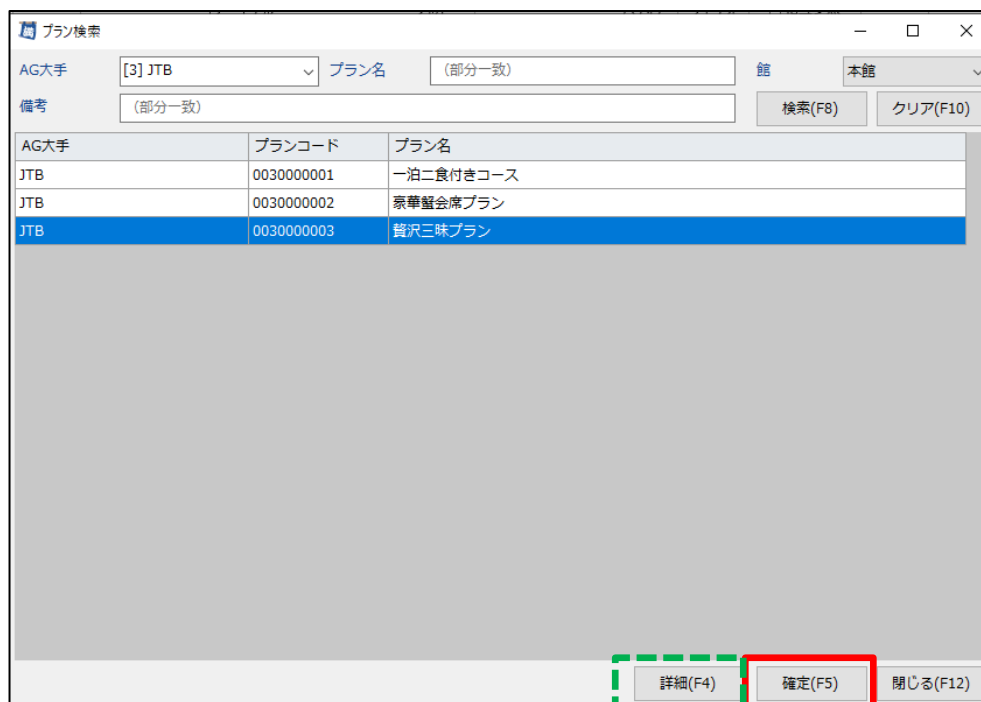 プラン検索
AG大手 [3] JTB プラン名 (部分一致) 館 本館
備考 (部分一致) 検索(F8) クリア(F10)
AG大手 プランコード プラン名
JTB 0030000001 一泊二食付きコース
JTB 0030000002 豪華蟹会席プラン
JTB 0030000003 贅沢三昧プラン
詳細(F4) 確定(F5) 閉じる(F12)